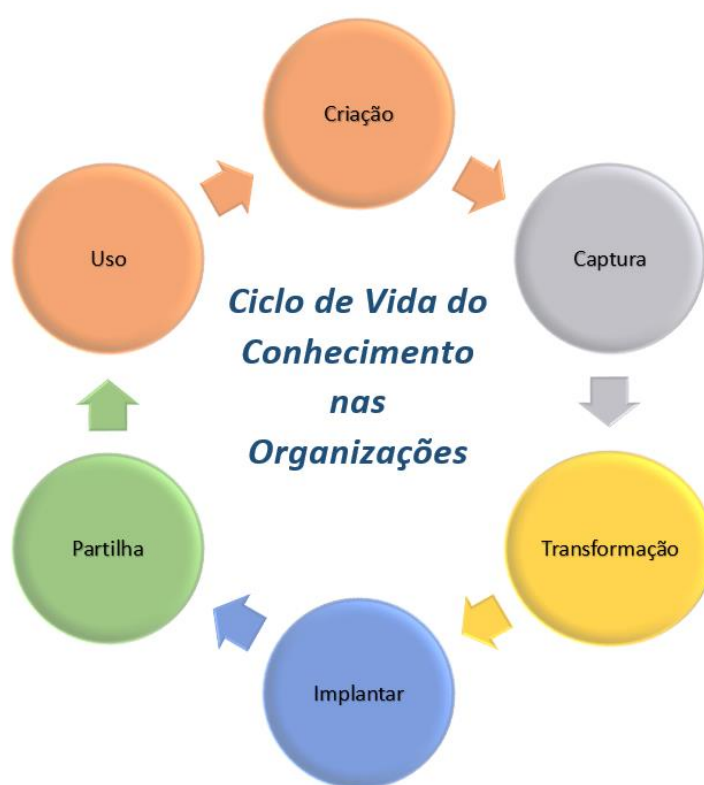 Criação
Uso
Captura
Ciclo de Vida do
Conhecimento
nas
Organizações
Partilha
Transformação
Implantar